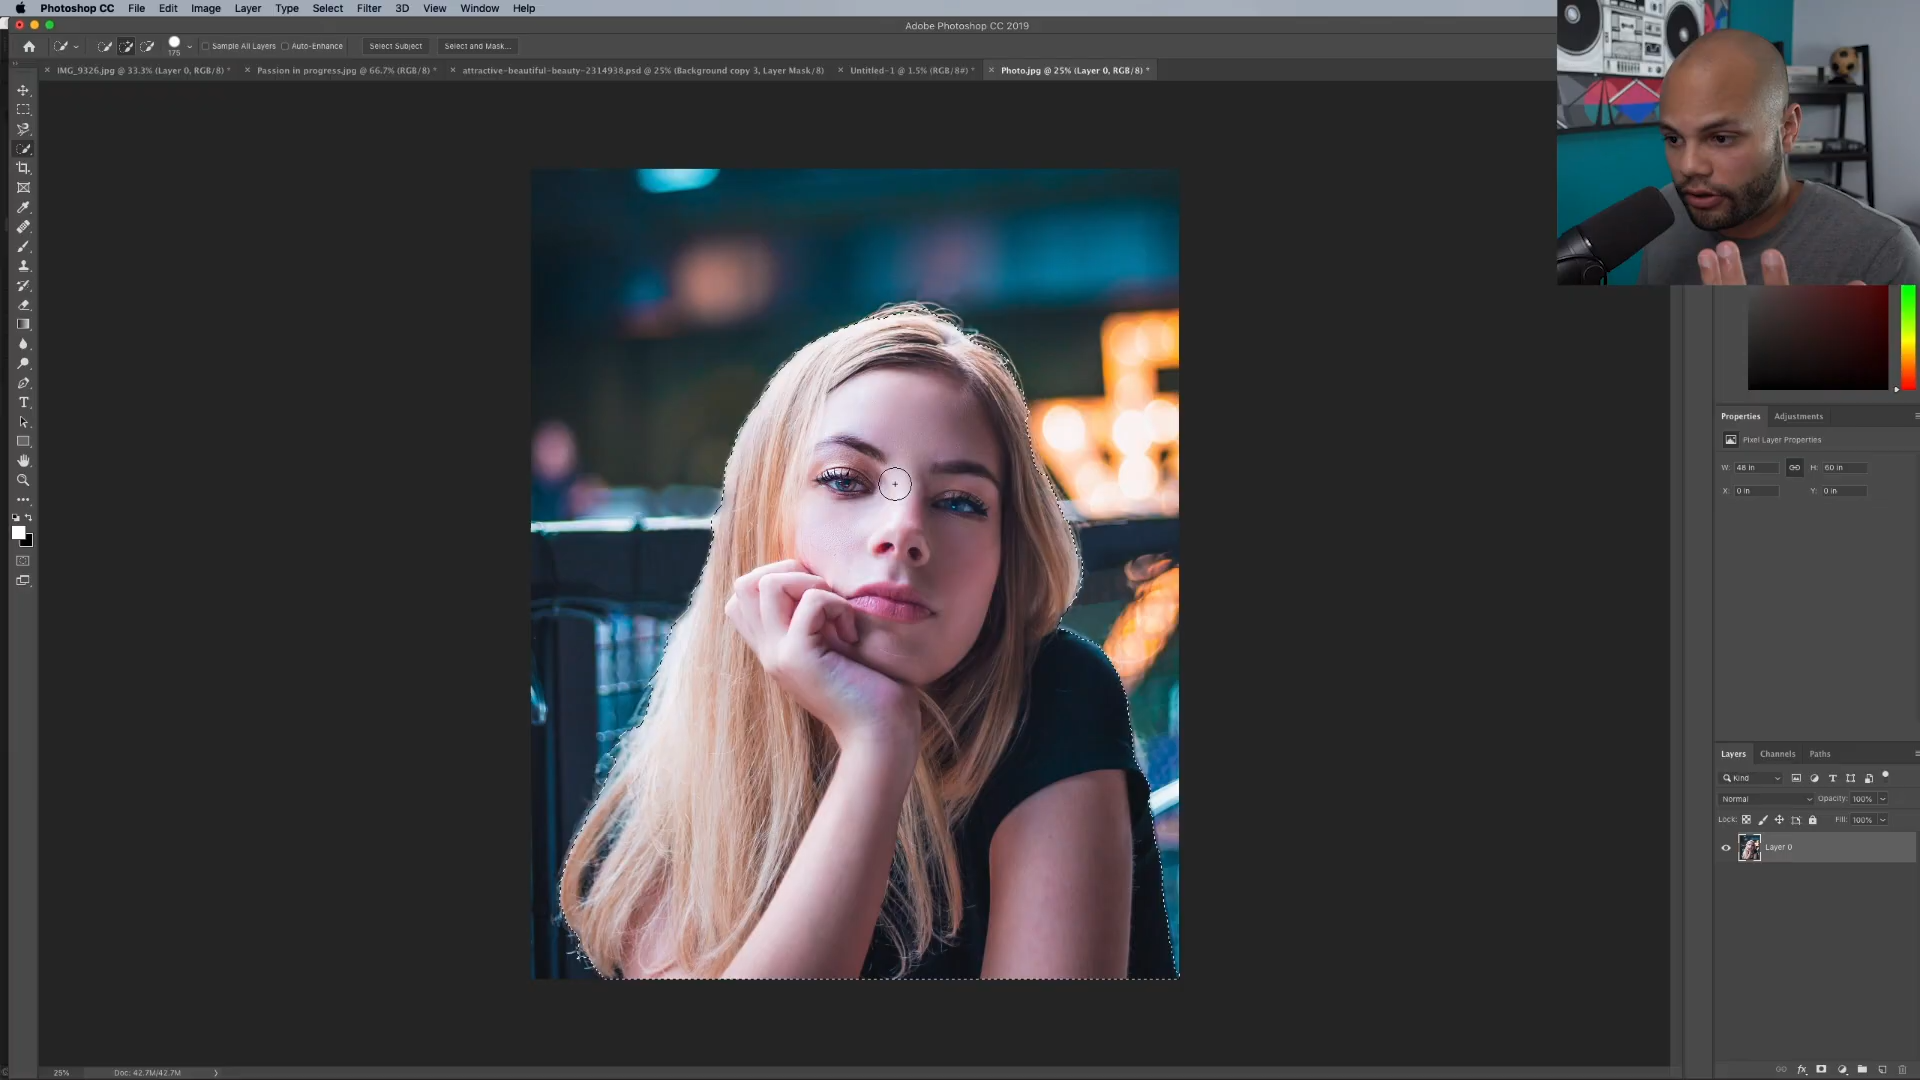 Photoshop CC File Edit Image Layer Type Select Filter 3D View Window Help
Adobe Photoshop CC 2019
175 Sample All Layers Auto-Enhance Select Subject Select and Mask...
× IMG_9326.jpg @ 33.3% (Layer 0, RGB/8) * × Passion in progress.jpg @ 66.7% (RGB/8) * × attractive-beautiful-beauty-2314938.psd @ 25% (Background copy 3, Layer Mask/8) × Untitled-1 @ 1.5% (RGB/8#) * × Photo.jpg @ 25% (Layer 0, RGB/8) *
Properties Adjustments
Pixel Layer Properties
W: 48 in H: 60 in
X: 0 in Y: 0 in
Layers Channels Paths
Kind
Normal Opacity: 100%
Lock: Fill: 100%
Layer 0
25% Doc: 42.7M/42.7M